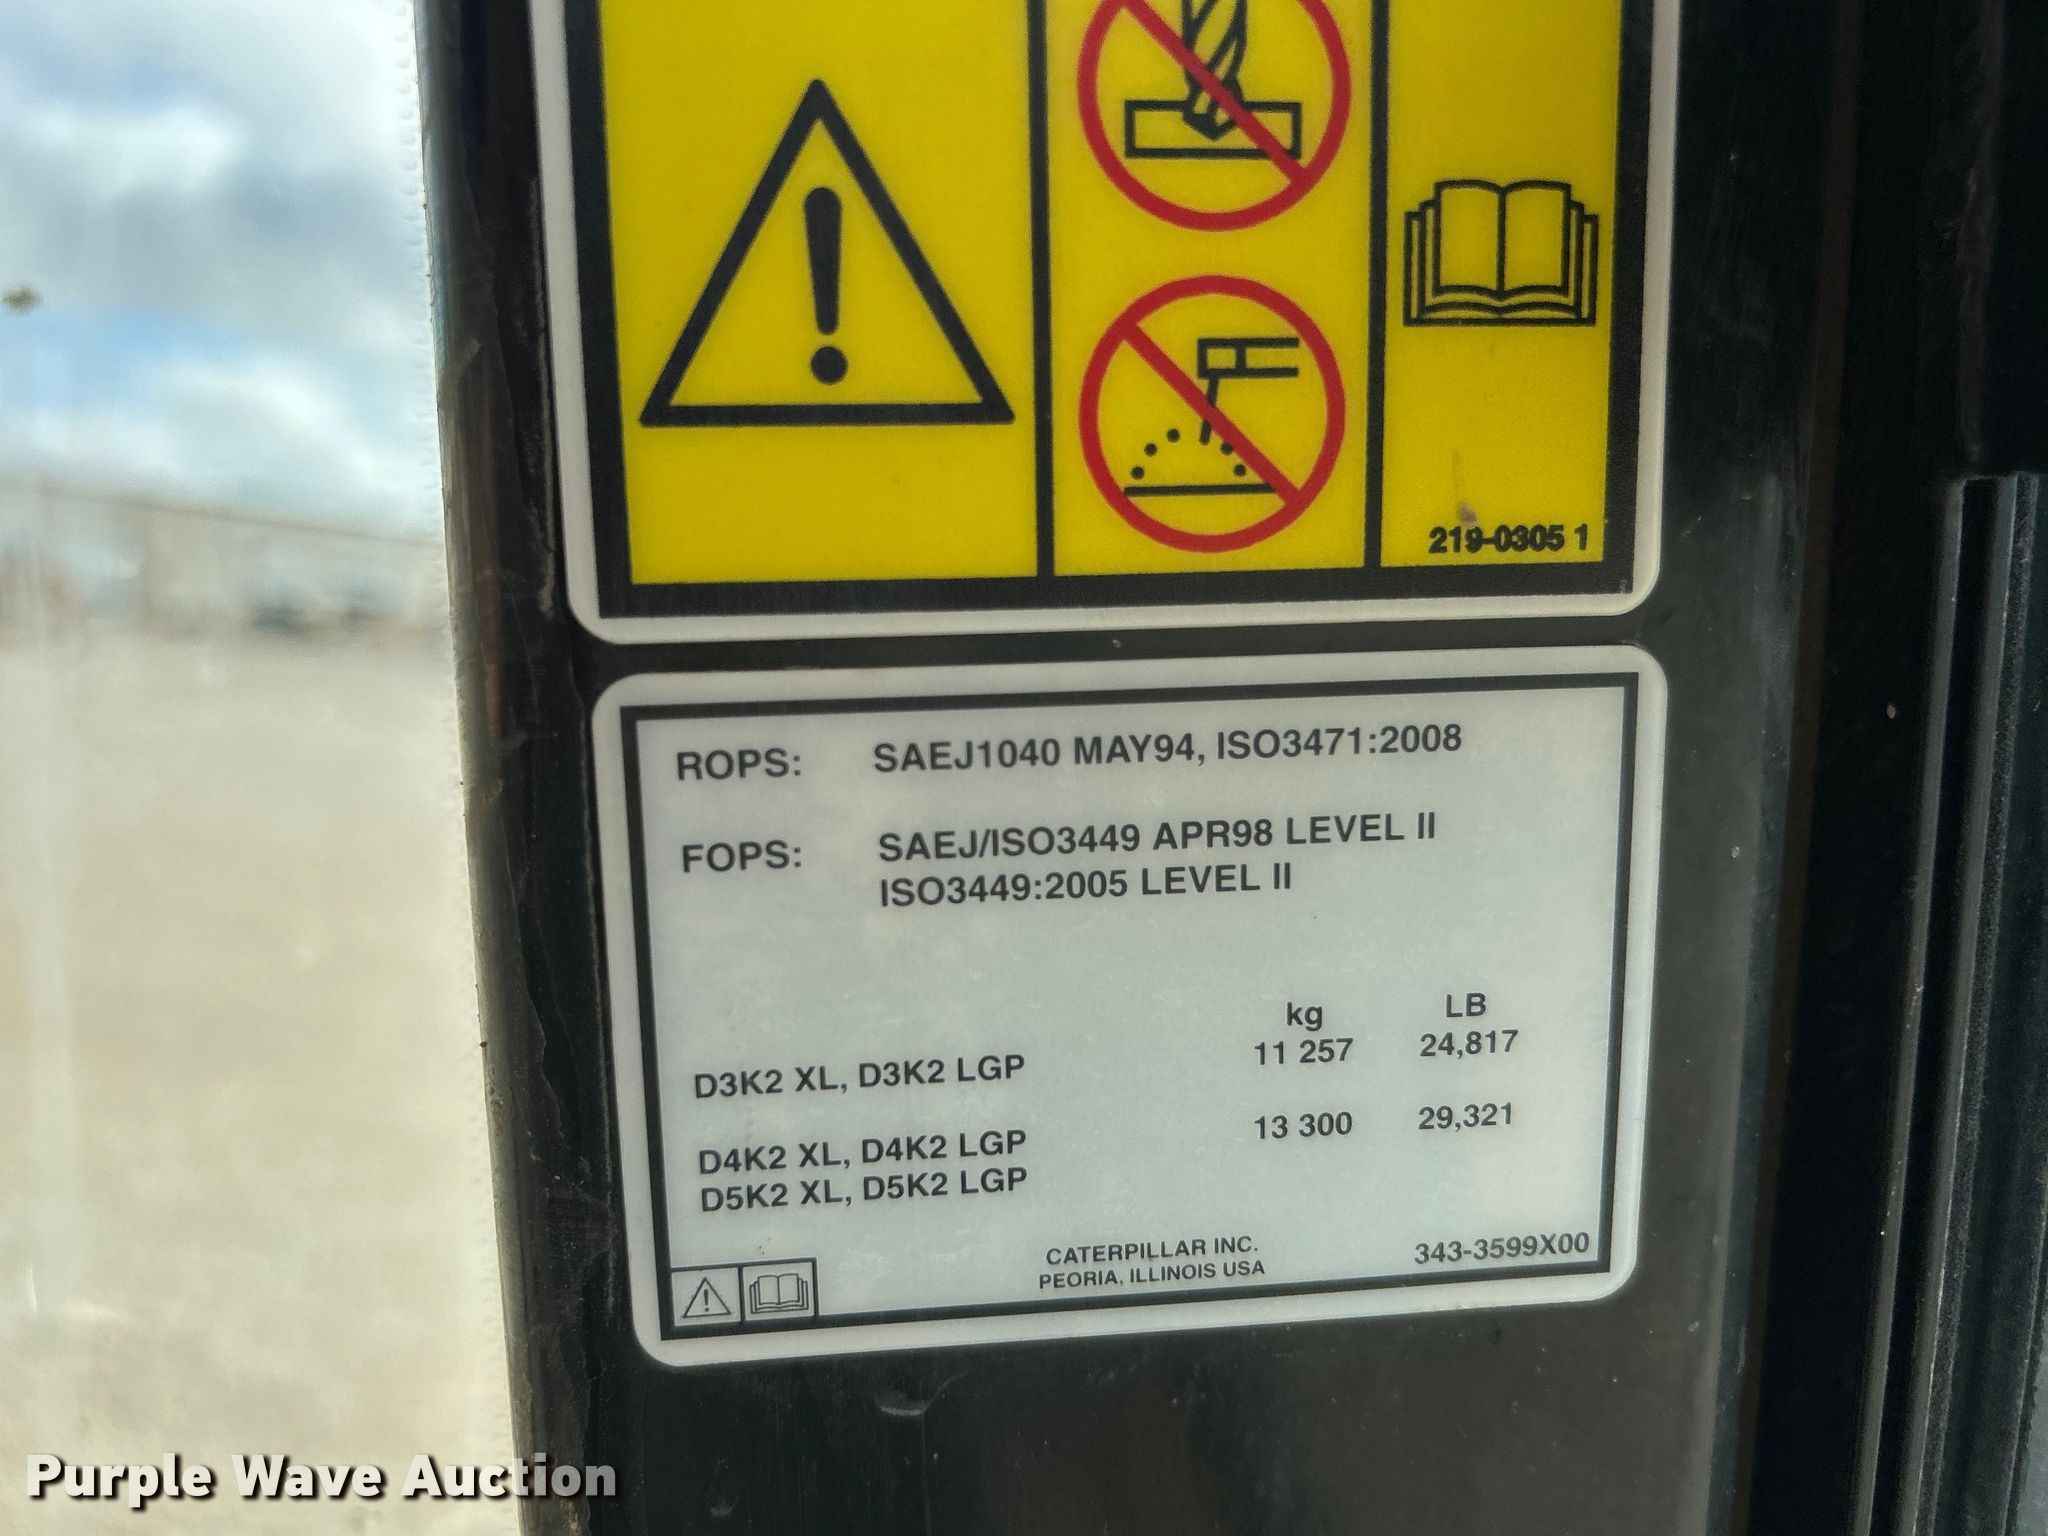 219-0305 1
ROPS: SAEJ1040 MAY94, ISO3471:2008
FOPS: SAEJ/ISO3449 APR98 LEVEL II
ISO3449:2005 LEVEL II
kg LB
D3K2 XL, D3K2 LGP 11 257 24,817
D4K2 XL, D4K2 LGP 13 300 29,321
D5K2 XL, D5K2 LGP
CATERPILLAR INC.
PEORIA, ILLINOIS USA
343-3599X00
Purple Wave Auction